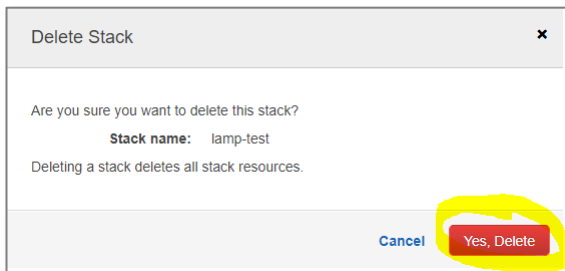 Delete Stack ×
Are you sure you want to delete this stack?
Stack name: lamp-test
Deleting a stack deletes all stack resources.
Cancel Yes, Delete